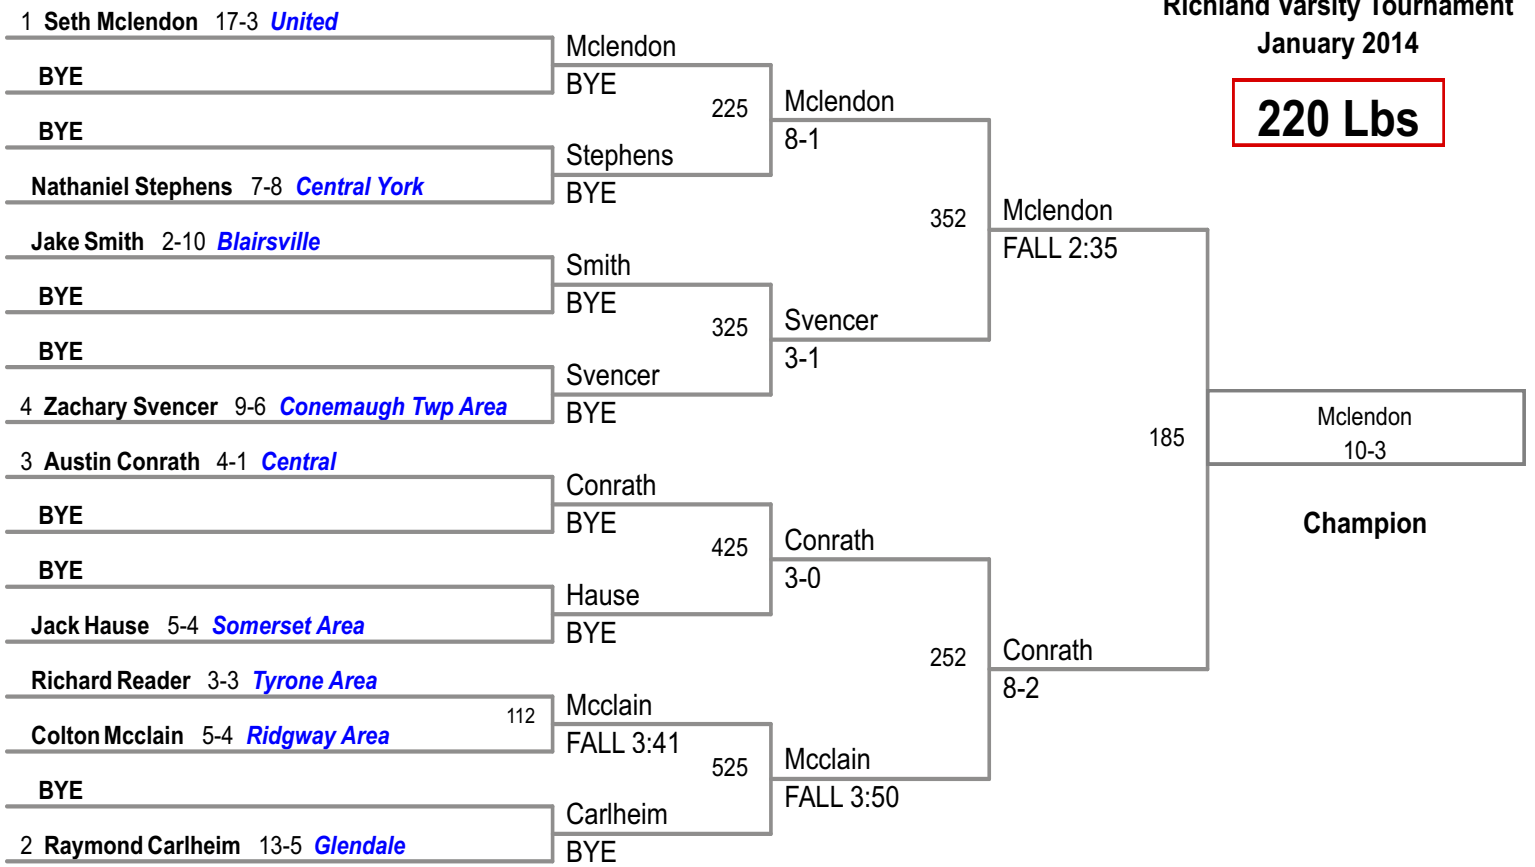 Richland Varsity Tournament
January 2014
220 Lbs
1 Seth Mclendon 17-3 United
BYE
BYE
Nathaniel Stephens 7-8 Central York
Jake Smith 2-10 Blairsville
BYE
BYE
4 Zachary Svencer 9-6 Conemaugh Twp Area
3 Austin Conrath 4-1 Central
BYE
BYE
Jack Hause 5-4 Somerset Area
Richard Reader 3-3 Tyrone Area
Colton Mcclain 5-4 Ridgway Area
BYE
2 Raymond Carlheim 13-5 Glendale
112
Mclendon
BYE
Stephens
BYE
Smith
BYE
Svencer
BYE
Conrath
BYE
Hause
BYE
Mcclain
FALL 3:41
Carlheim
BYE
225
325
425
525
Mclendon
8-1
Svencer
3-1
Conrath
3-0
Mcclain
FALL 3:50
352
252
Mclendon
FALL 2:35
Conrath
8-2
185
Mclendon
10-3
Champion